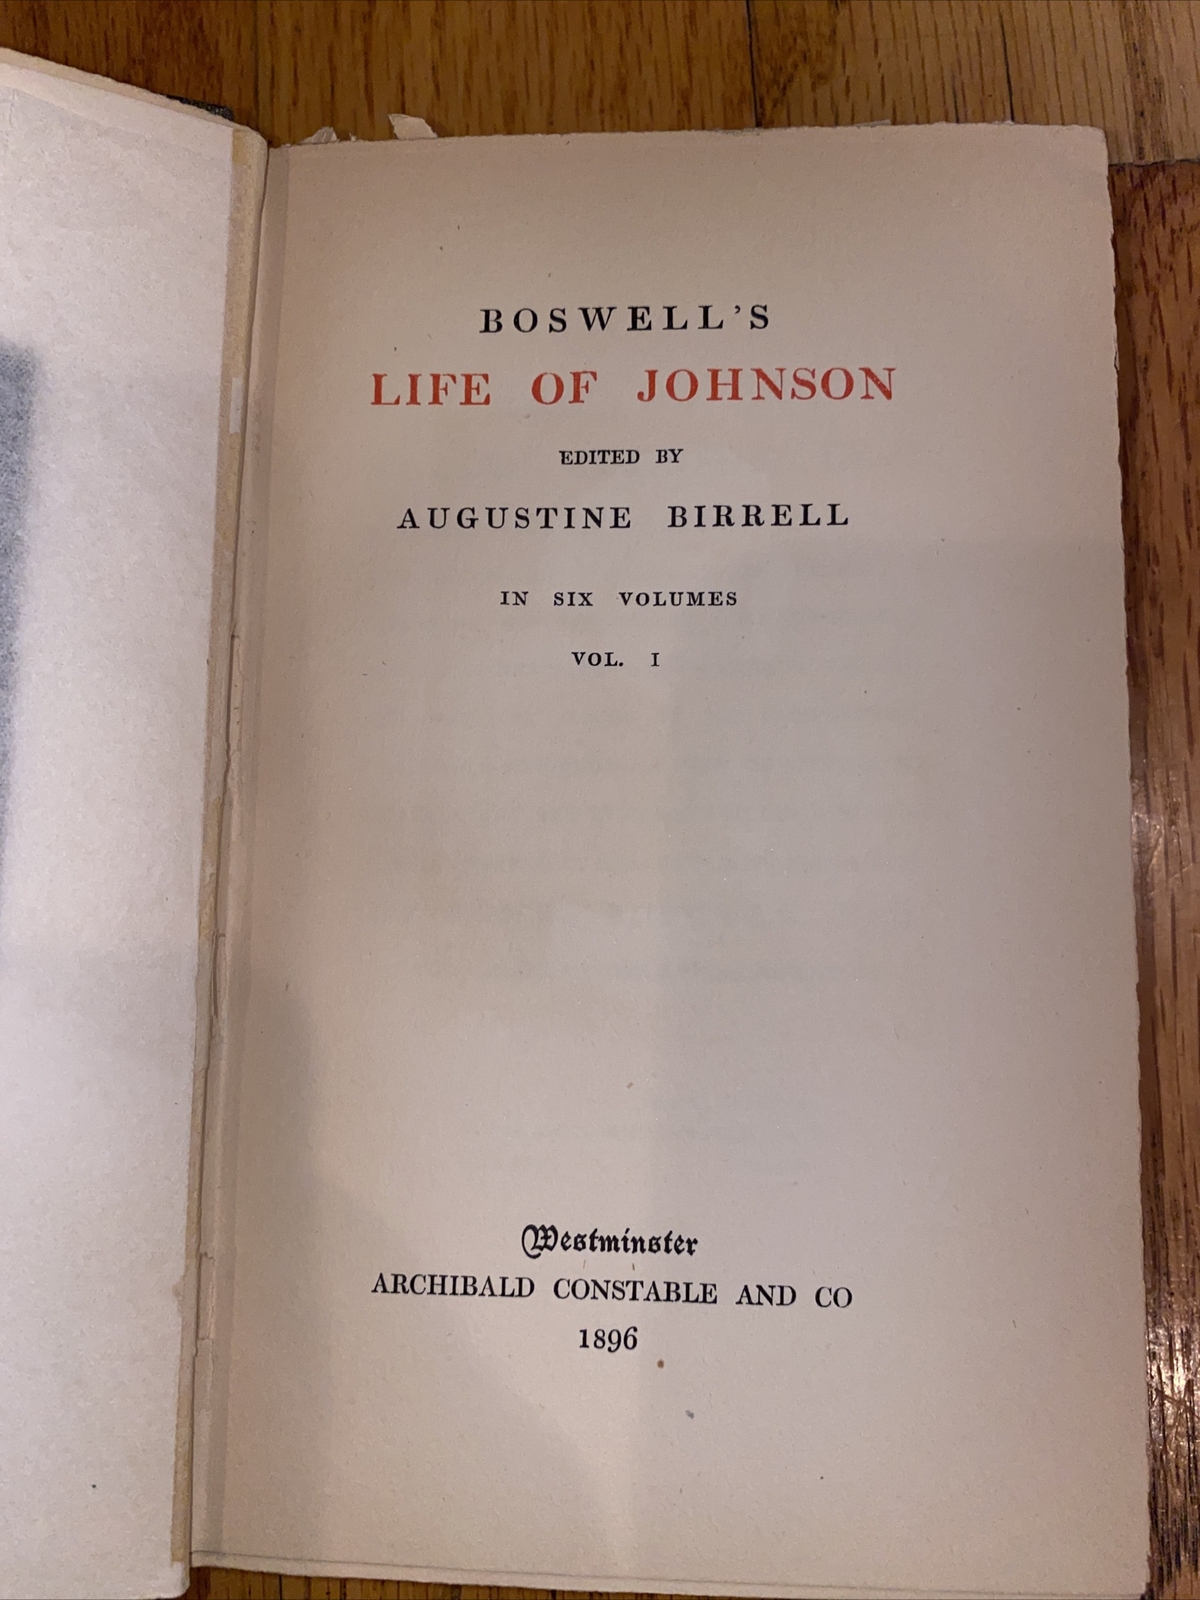 BOSWELL'S
LIFE OF JOHNSON
EDITED BY
AUGUSTINE BIRRELL
IN SIX VOLUMES
VOL. I
Westminster
ARCHIBALD CONSTABLE AND CO
1896